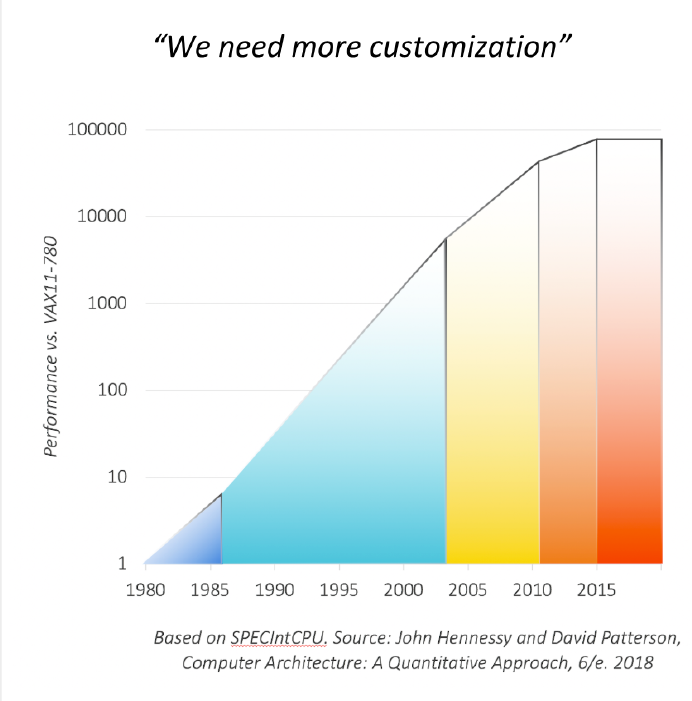 “We need more customization”
100000
10000
1000
100
10
1
Performance vs. VAX11-780
1980 1985 1990 1995 2000 2005 2010 2015
Based on SPECIntCPU. Source: John Hennessy and David Patterson,
Computer Architecture: A Quantitative Approach, 6/e. 2018